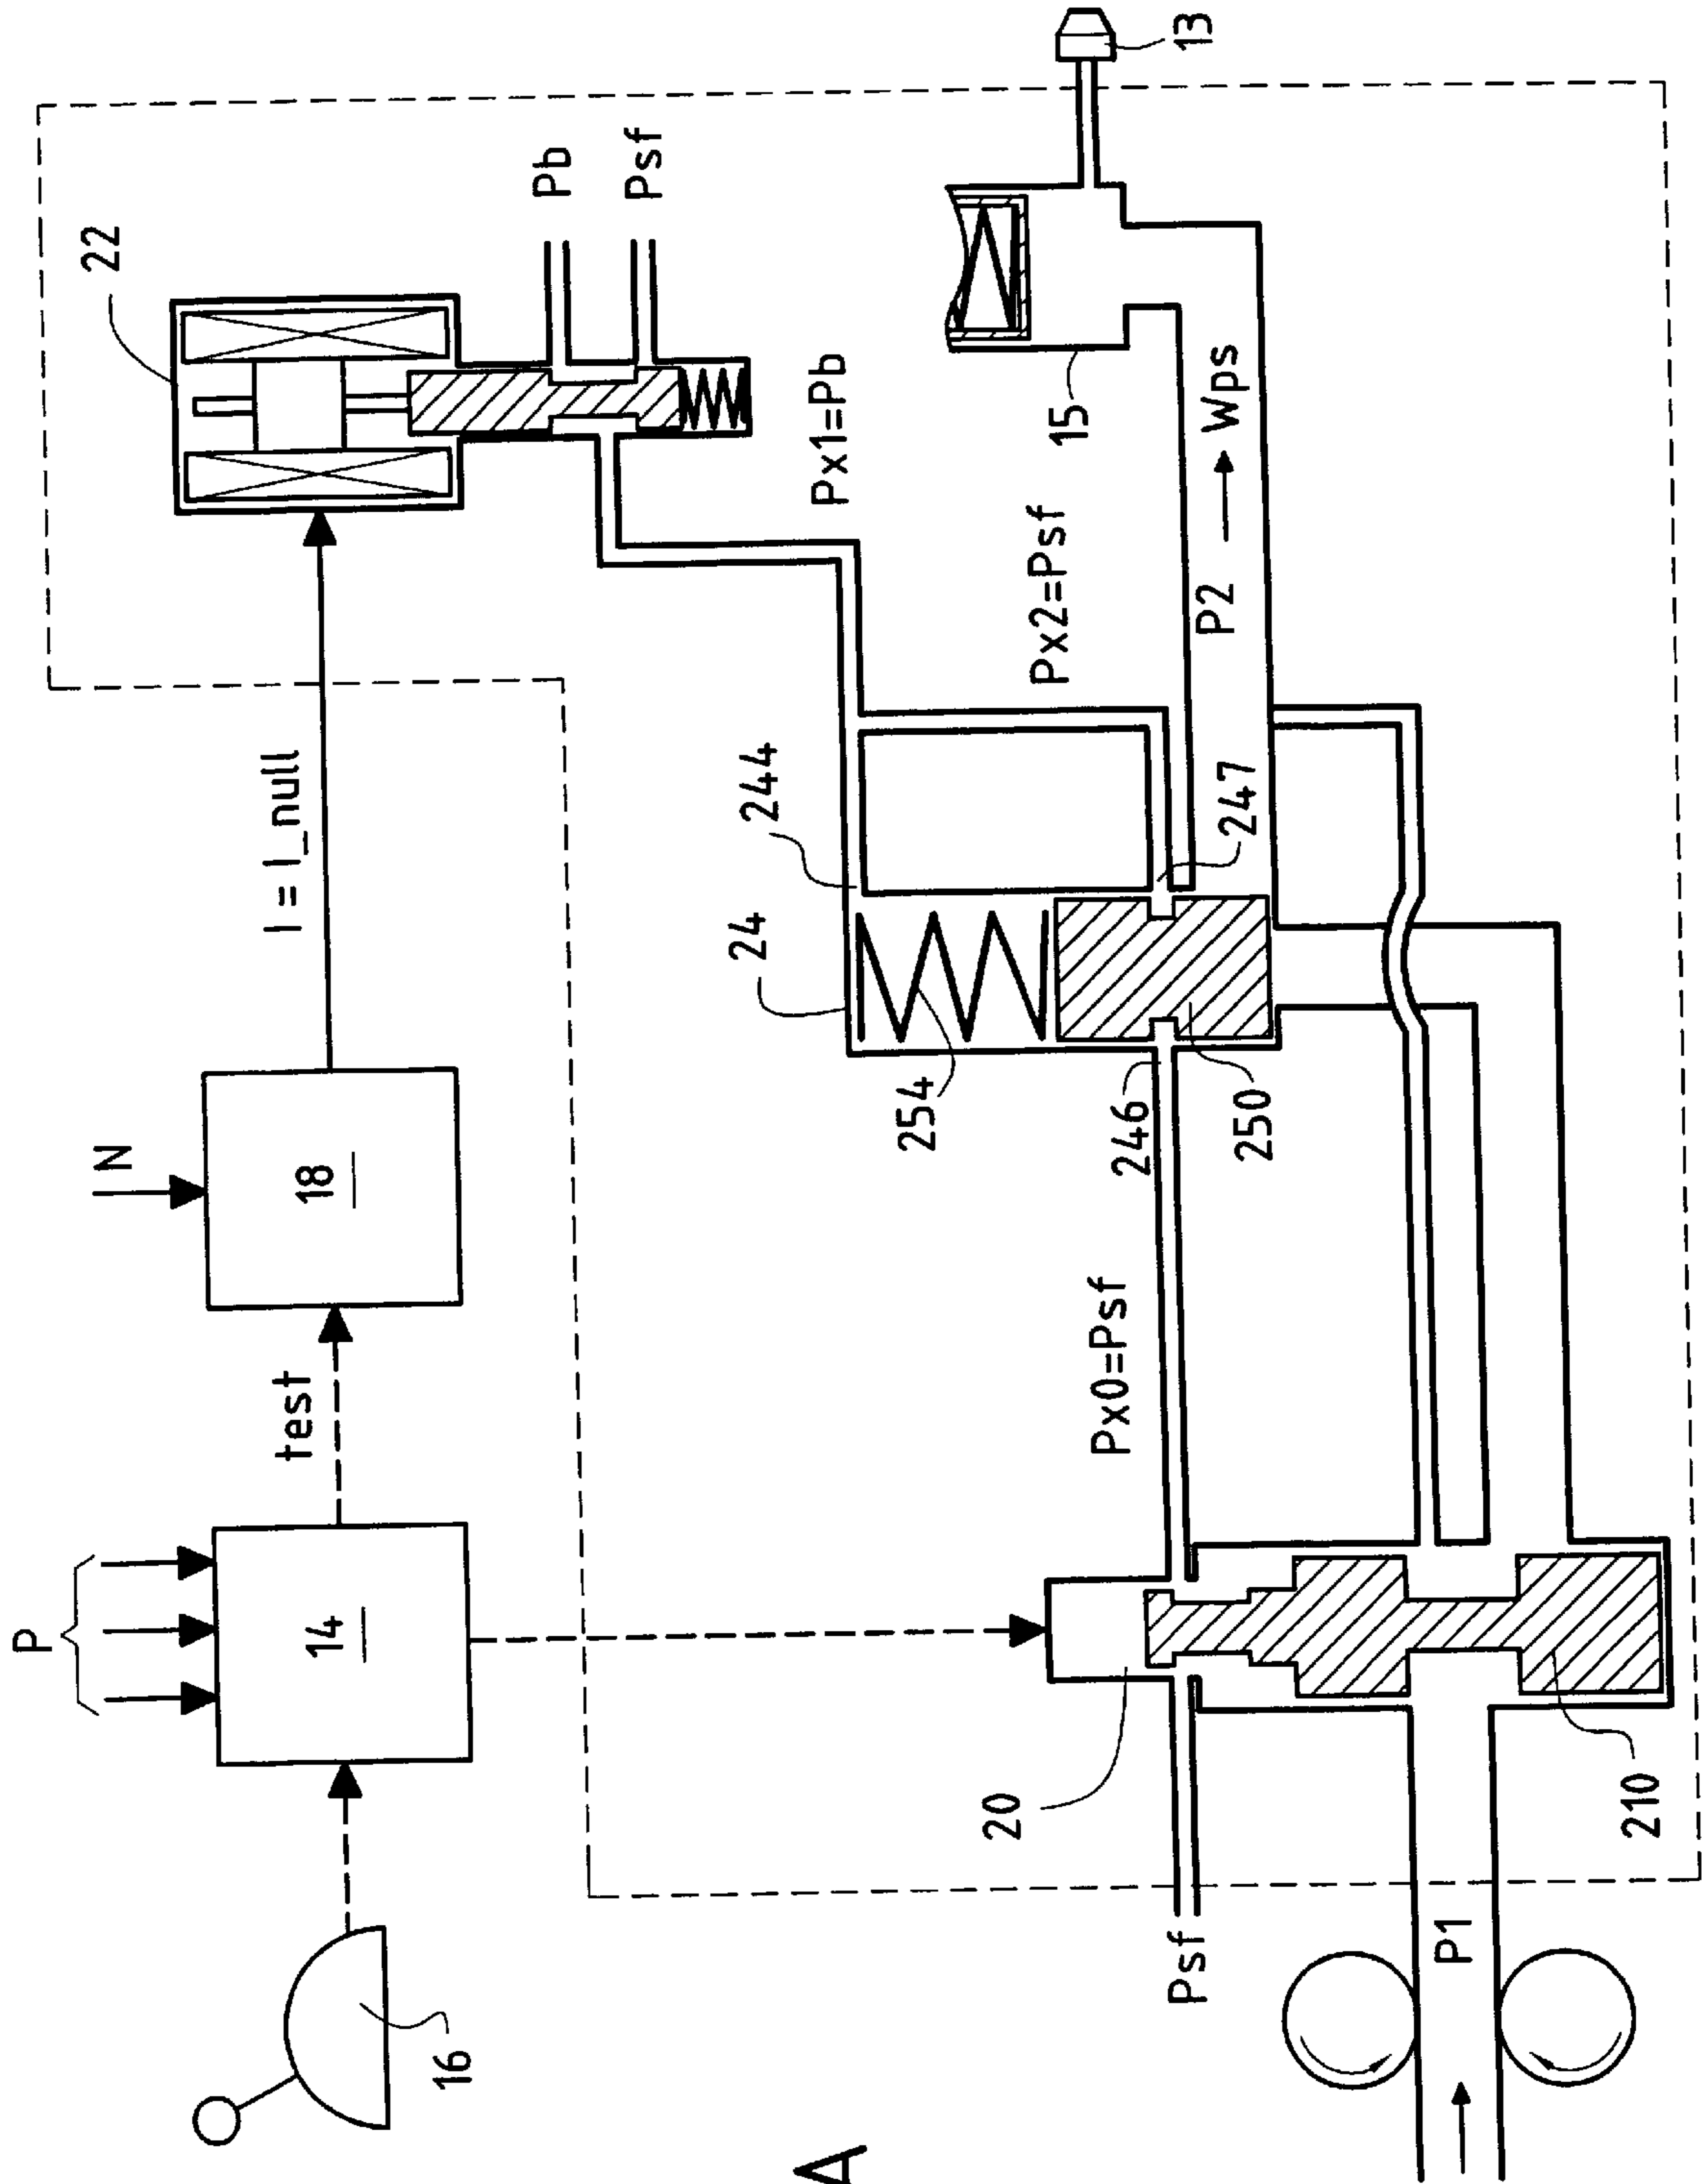 P
N
test
I = I_null
14
18
22
16
Pb
Psf
24
244
Px1=Pb
254
Px2=Psf
15
13
Px0=Psf
246
247
P2 → Wps
250
20
Psf
P1
210
A